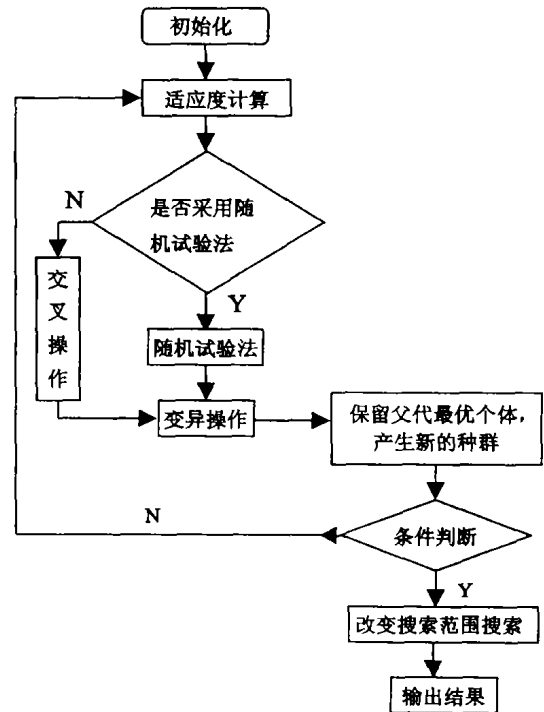 初始化
适应度计算
是否采用随
机试验法
N
Y
交
叉
操
作
随机试验法
变异操作
保留父代最优个体，
产生新的种群
N
条件判断
Y
改变搜索范围搜索
输出结果